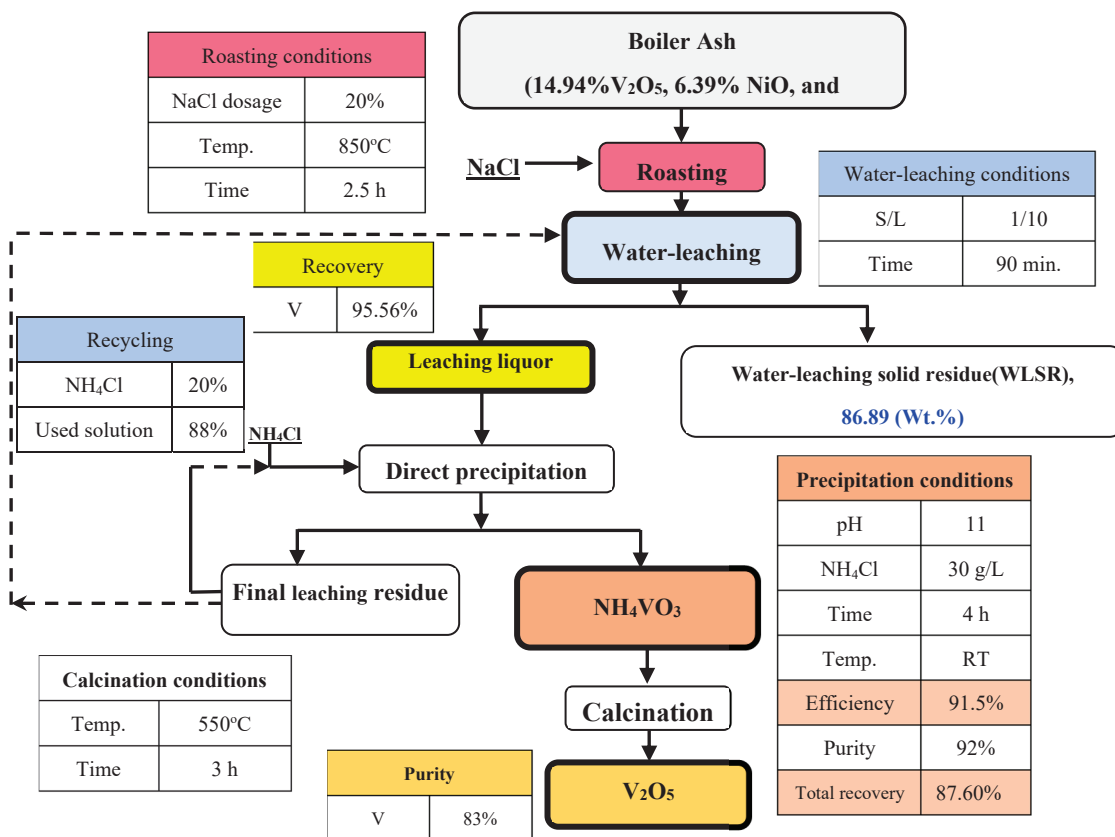 Boiler Ash
(14.94%V₂O₅, 6.39% NiO, and
Roasting conditions
NaCl dosage 20%
Temp. 850°C
Time 2.5 h
NaCl
Roasting
Water-leaching conditions
S/L 1/10
Time 90 min.
Water-leaching
Recovery
V 95.56%
Recycling
NH₄Cl 20%
Used solution 88%
Leaching liquor
Water-leaching solid residue(WLSR),
86.89 (Wt.%)
NH₄Cl
Direct precipitation
Precipitation conditions
pH 11
NH₄Cl 30 g/L
Time 4 h
Temp. RT
Efficiency 91.5%
Purity 92%
Total recovery 87.60%
Final leaching residue
NH₄VO₃
Calcination conditions
Temp. 550°C
Time 3 h
Calcination
Purity
V 83%
V₂O₅